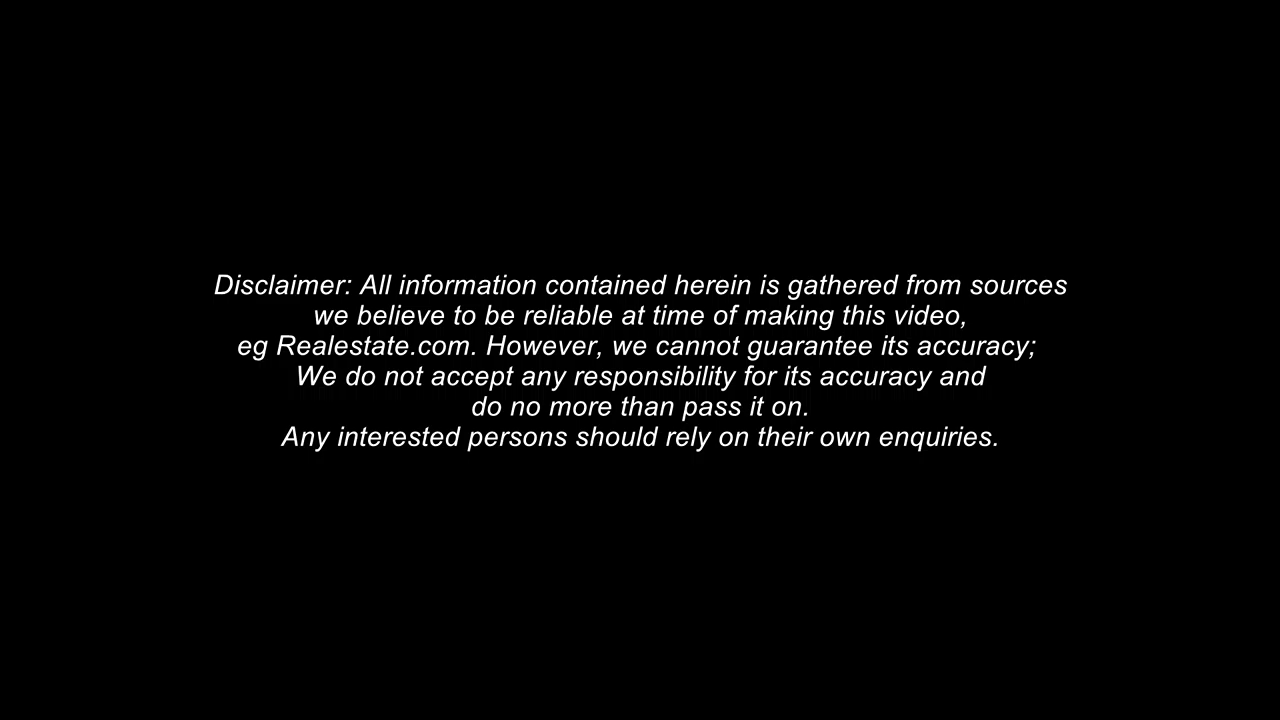 Disclaimer: All information contained herein is gathered from sources
we believe to be reliable at time of making this video,
eg Realestate.com. However, we cannot guarantee its accuracy;
We do not accept any responsibility for its accuracy and
do no more than pass it on.
Any interested persons should rely on their own enquiries.